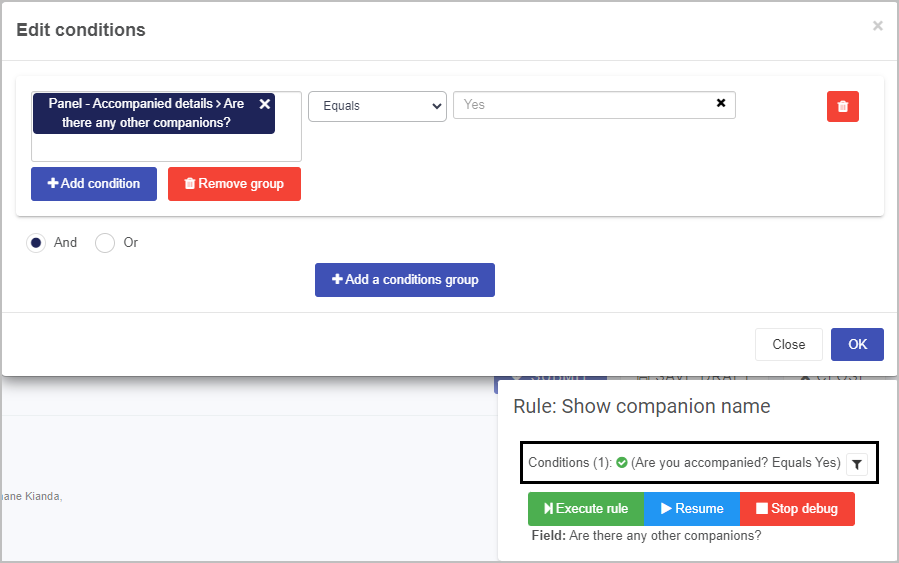 Edit conditions
×
Panel - Accompanied details > Are
there any other companions?
Equals
Yes
Add condition
Remove group
And
Or
Add a conditions group
Close
OK
Rule: Show companion name
Conditions (1): (Are you accompanied? Equals Yes)
ane Kianda,
Execute rule
Resume
Stop debug
Field: Are there any other companions?